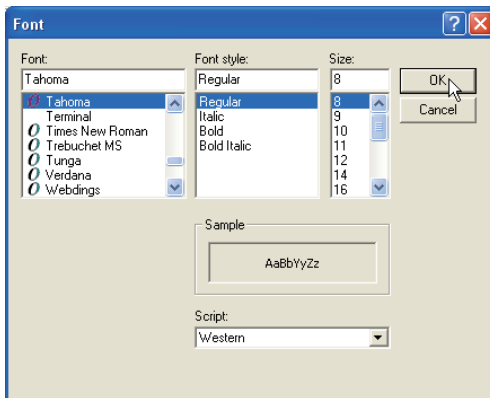 Font
Font:
Font style:
Size:
Tahoma
Regular
8
OK
Cancel
Tahoma
Terminal
Times New Roman
Trebuchet MS
Tunga
Verdana
Webdings
Regular
Italic
Bold
Bold Italic
8
9
10
11
12
14
16
Sample
AaBbYyZz
Script:
Western